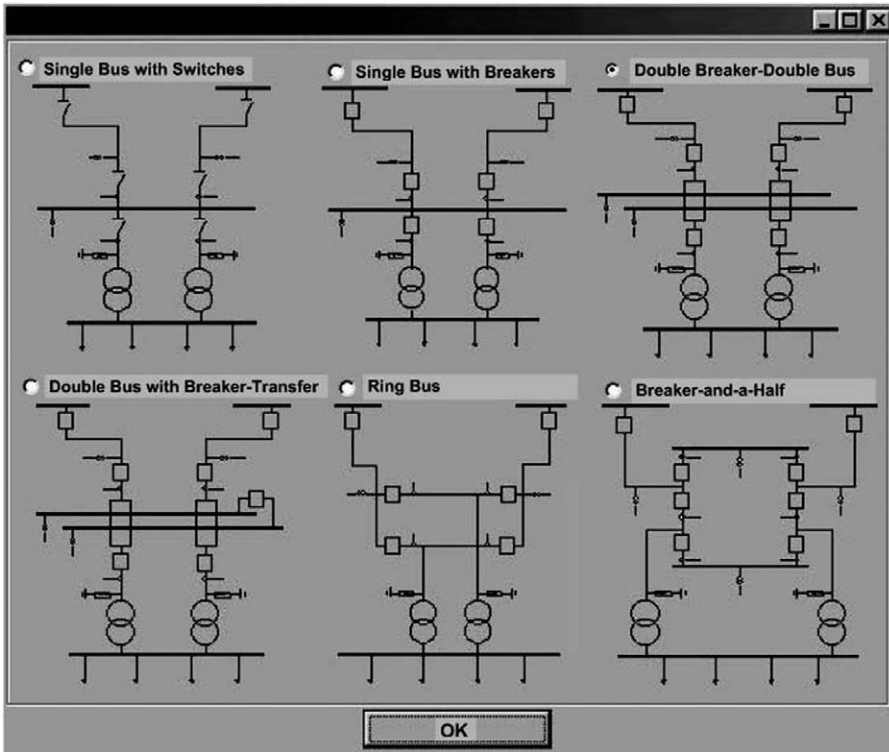 Single Bus with Switches
Single Bus with Breakers
Double Breaker-Double Bus
Double Bus with Breaker-Transfer
Ring Bus
Breaker-and-a-Half
OK